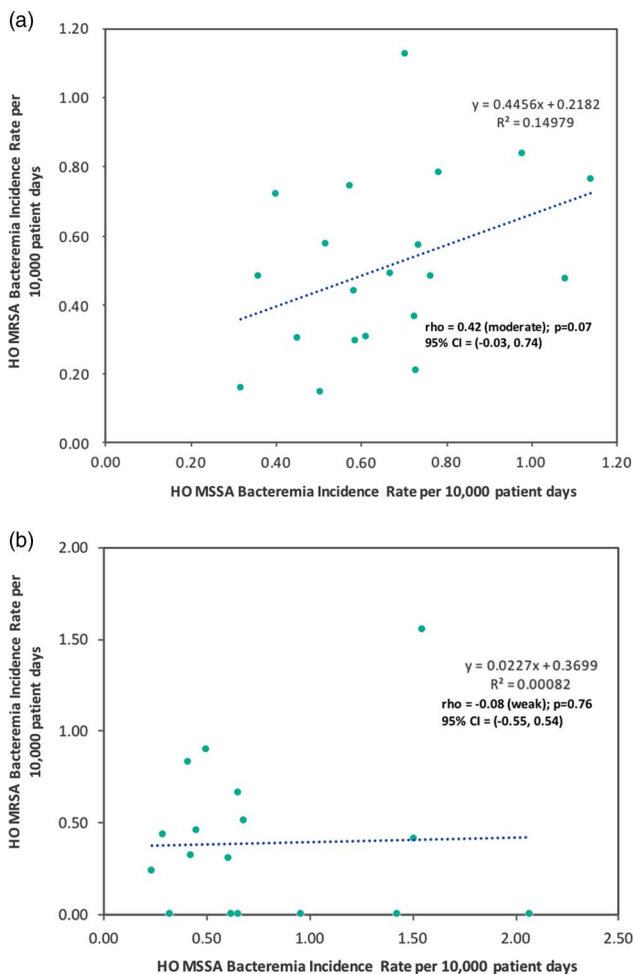 (a)
HO MRSA Bacteremia Incidence Rate per
10,000 patient days
1.20
1.00
0.80
0.60
0.40
0.20
0.00
y = 0.4456x + 0.2182
R² = 0.14979
rho = 0.42 (moderate); p=0.07
95% CI = (-0.03, 0.74)
0.00 0.20 0.40 0.60 0.80 1.00 1.20
HO MSSA Bacteremia Incidence Rate per 10,000 patient days
(b)
HO MRSA Bacteremia Incidence Rate per
10,000 patient days
2.00
1.50
1.00
0.50
0.00
y = 0.0227x + 0.3699
R² = 0.00082
rho = -0.08 (weak); p=0.76
95% CI = (-0.55, 0.54)
0.00 0.50 1.00 1.50 2.00 2.50
HO MSSA Bacteremia Incidence Rate per 10,000 patient days